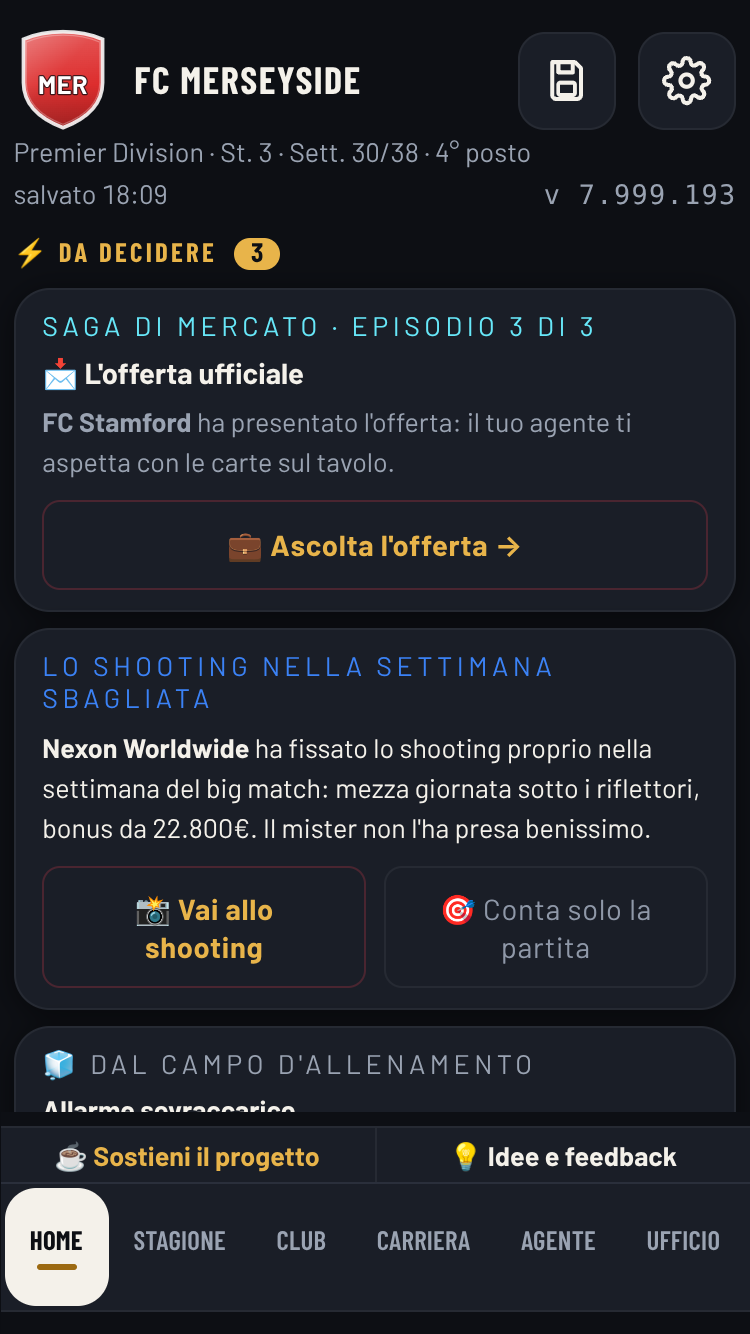 MER
FC MERSEYSIDE
Premier Division · St. 3 · Sett. 30/38 · 4° posto
salvato 18:09
v 7.999.193
⚡ DA DECIDERE 3
SAGA DI MERCATO · EPISODIO 3 DI 3
📩 L'offerta ufficiale
FC Stamford ha presentato l'offerta: il tuo agente ti
aspetta con le carte sul tavolo.
💼 Ascolta l'offerta →
LO SHOOTING NELLA SETTIMANA
SBAGLIATA
Nexon Worldwide ha fissato lo shooting proprio nella
settimana del big match: mezza giornata sotto i riflettori,
bonus da 22.800€. Il mister non l'ha presa benissimo.
📸 Vai allo
shooting
🎯 Conta solo la
partita
🧊 DAL CAMPO D'ALLENAMENTO
Allarme sovraccarico
☕ Sostieni il progetto
💡 Idee e feedback
HOME
STAGIONE
CLUB
CARRIERA
AGENTE
UFFICIO